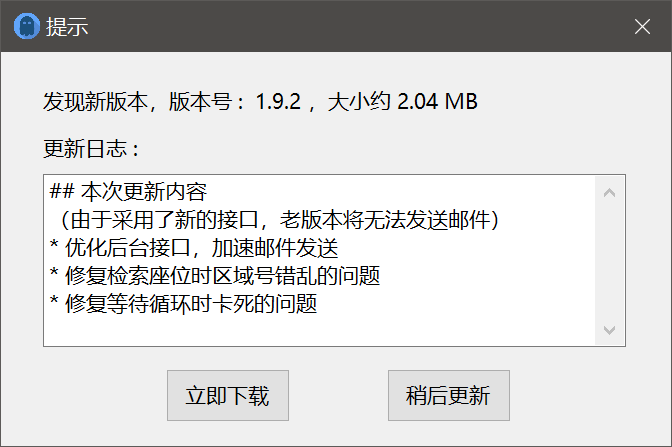 提示
发现新版本，版本号： 1.9.2 ，大小约 2.04 MB
更新日志：
## 本次更新内容
（由于采用了新的接口，老版本将无法发送邮件）
* 优化后台接口，加速邮件发送
* 修复检索座位时区域号错乱的问题
* 修复等待循环时卡死的问题
立即下载
稍后更新